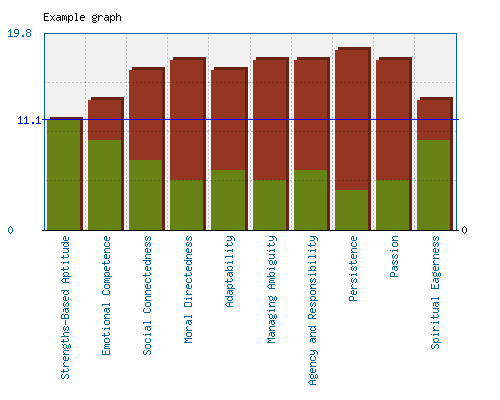 Example graph
19.8
11.1
0
0
Strengths-Based Aptitude
Emotional Competence
Social Connectedness
Moral Directedness
Adaptability
Managing Ambiguity
Agency and Responsibility
Persistence
Passion
Spiritual Eagerness